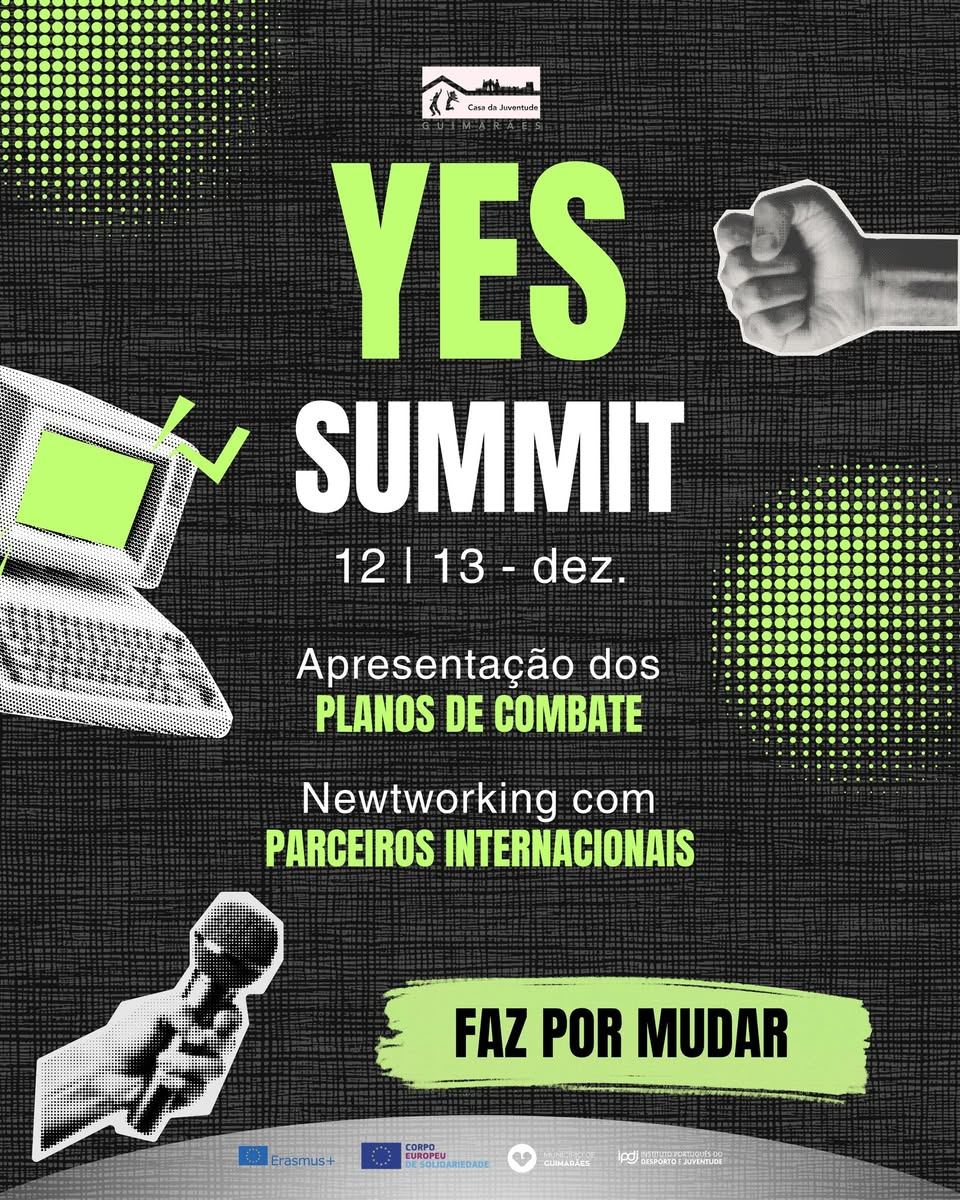 Casa da Juventude
GUIMARÃES
YES
SUMMIT
12 | 13 - dez.
Apresentação dos
PLANOS DE COMBATE
Newtworking com
PARCEIROS INTERNACIONAIS
FAZ POR MUDAR
Erasmus+
CORPO
EUROPEU
DE SOLIDARIEDADE
MUNICÍPIO DE
GUIMARÃES
ipdj
INSTITUTO PORTUGUÊS DO
DESPORTO E JUVENTUDE